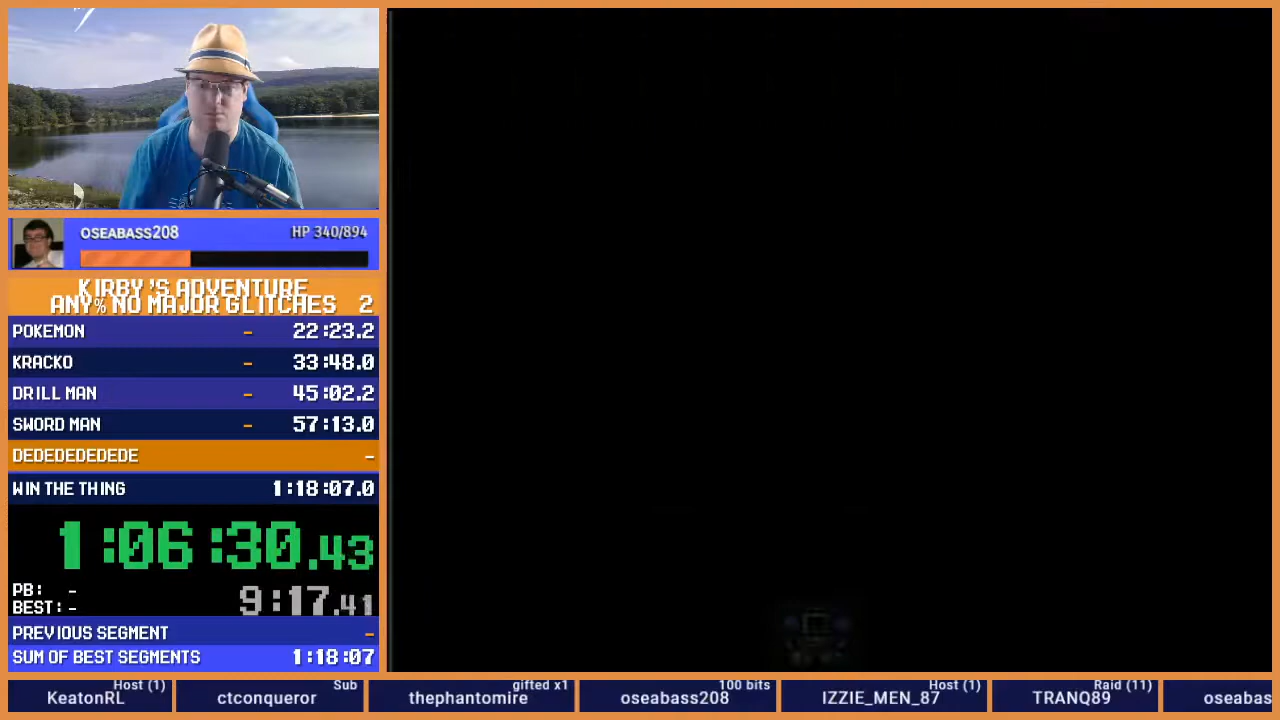 OSEABASS208 HP 340/894
KIRBY'S ADVENTURE
ANY% NO MAJOR GLITCHES 2
POKEMON - 22:23.2
KRACKO - 33:48.0
DRILL MAN - 45:02.2
SWORD MAN - 57:13.0
DEDEDEDEDEDE -
WIN THE THING 1:18:07.0
1:06:30.43
PB: -
BEST: - 9:17.41
PREVIOUS SEGMENT -
SUM OF BEST SEGMENTS 1:18:07
Host (1) Sub gifted x1 100 bits Host (1) Raid (11)
KeatonRL ctconqueror thephantomire oseabass208 IZZIE_MEN_87 TRANQ89 oseabas